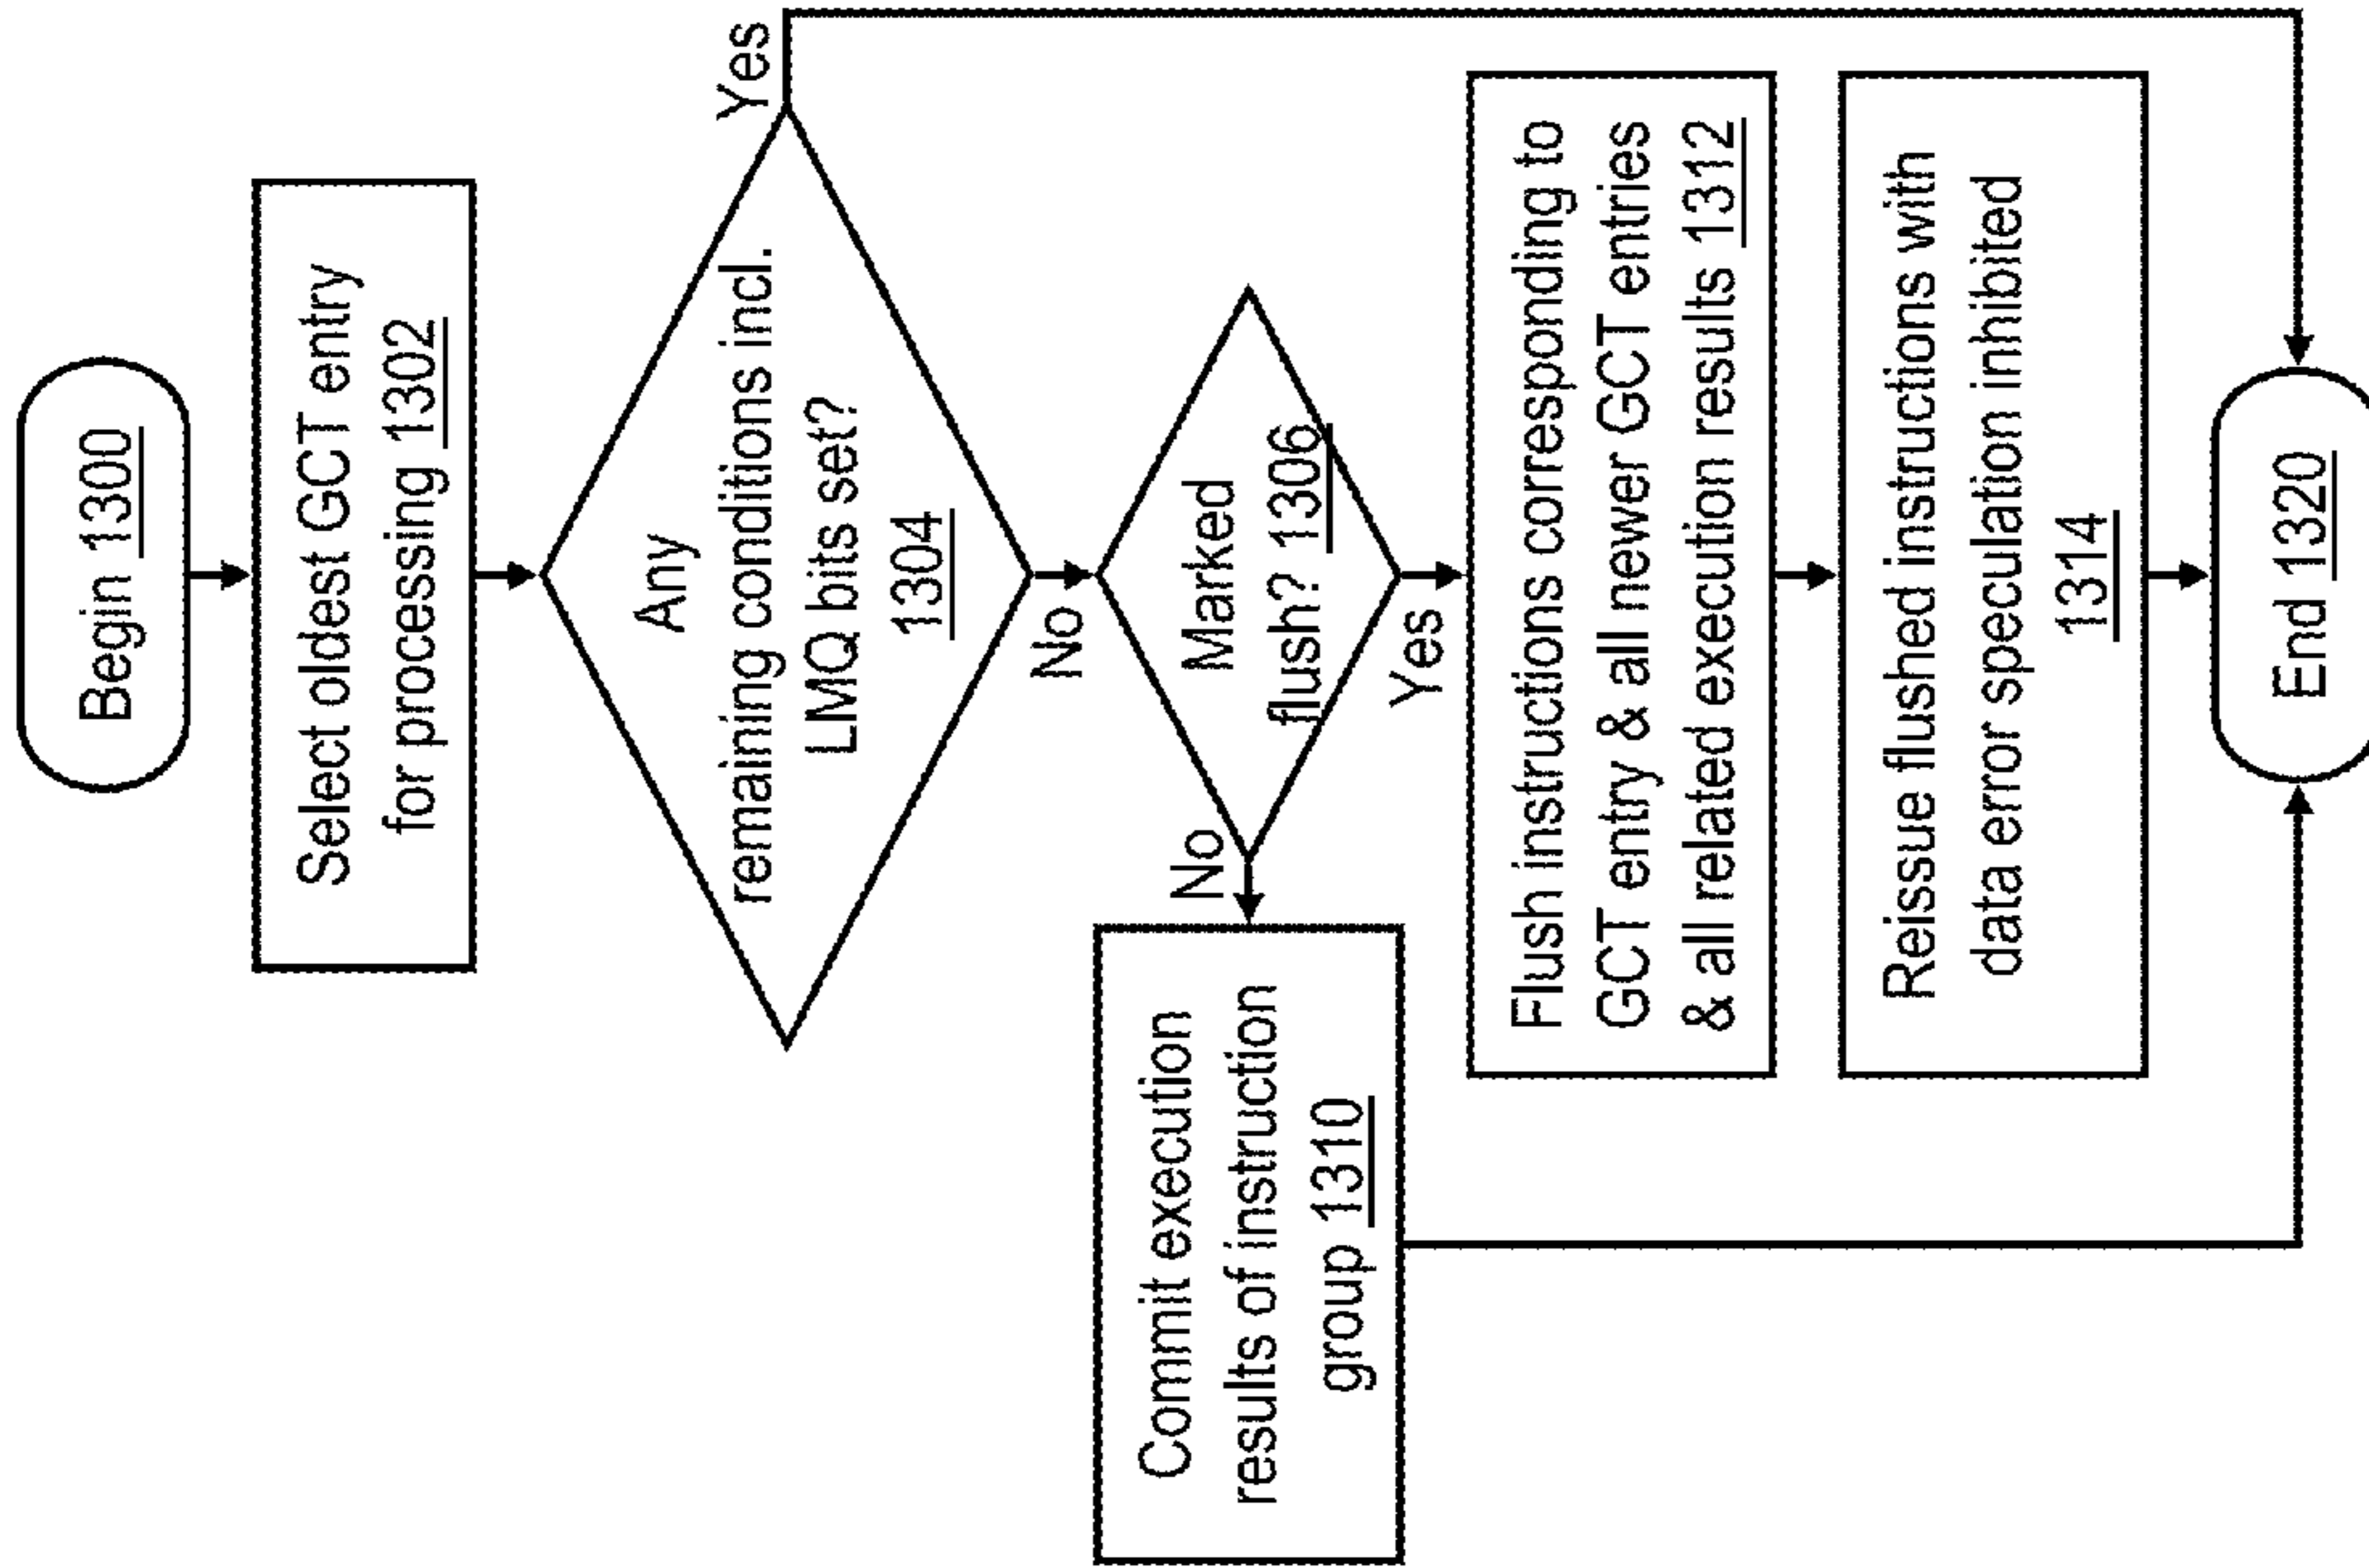 Begin 1300
Select oldest GCT entry
for processing 1302
Any
remaining conditions incl.
LMQ bits set?
1304
Yes
No
Marked
flush? 1306
No
Yes
Commit execution
results of instruction
group 1310
Flush instructions corresponding to
GCT entry & all newer GCT entries
& all related execution results 1312
Reissue flushed instructions with
data error speculation inhibited
1314
End 1320